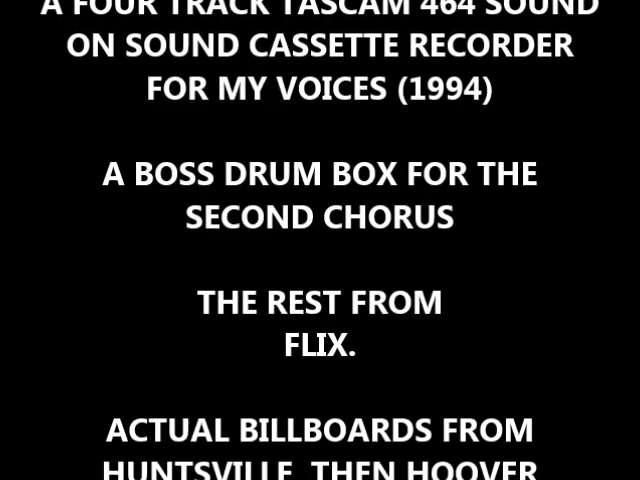 A FOUR TRACK TASCAM 464 SOUND
ON SOUND CASSETTE RECORDER
FOR MY VOICES (1994)
A BOSS DRUM BOX FOR THE
SECOND CHORUS
THE REST FROM
FLIX.
ACTUAL BILLBOARDS FROM
HUNTSVILLE, THEN HOOVER